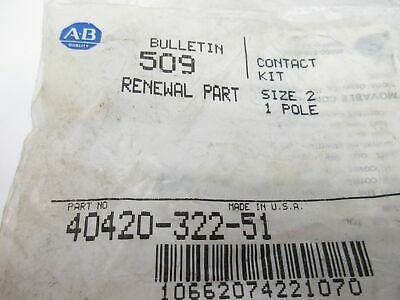 A-B
QUALITY
BULLETIN
509
RENEWAL PART
CONTACT
KIT
SIZE 2
1 POLE
PART NO
MADE IN U.S.A.
40420-322-51
10662074221070